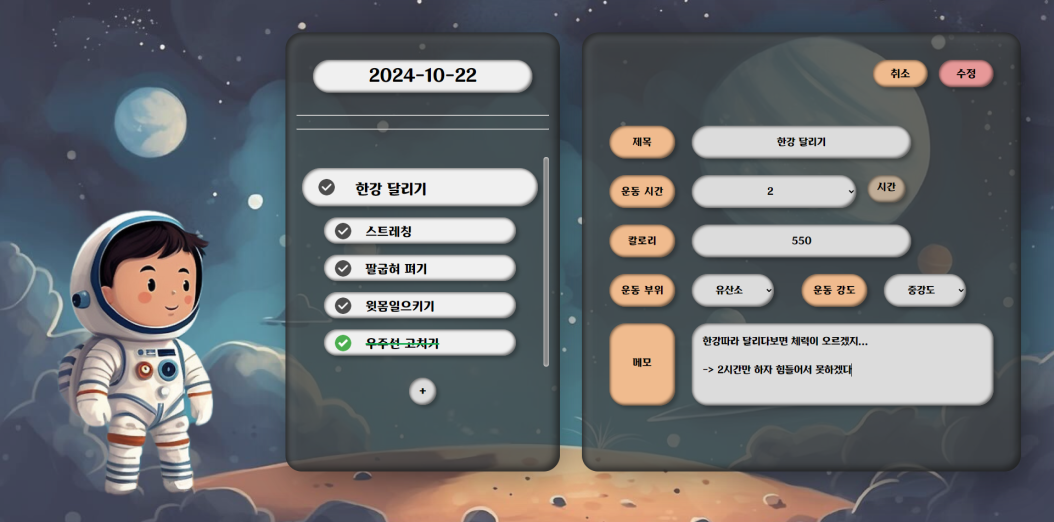 2024-10-22
한강 달리기
스트레칭
팔굽혀 펴기
윗몸일으키기
우주선 고치기
+
취소 수정
제목 한강 달리기
운동 시간 2 시간
칼로리 550
운동 부위 유산소 운동 강도 중강도
메모
한강따라 달리다보면 체력이 오르겠지...
-> 2시간만 하자 힘들어서 못하겠다